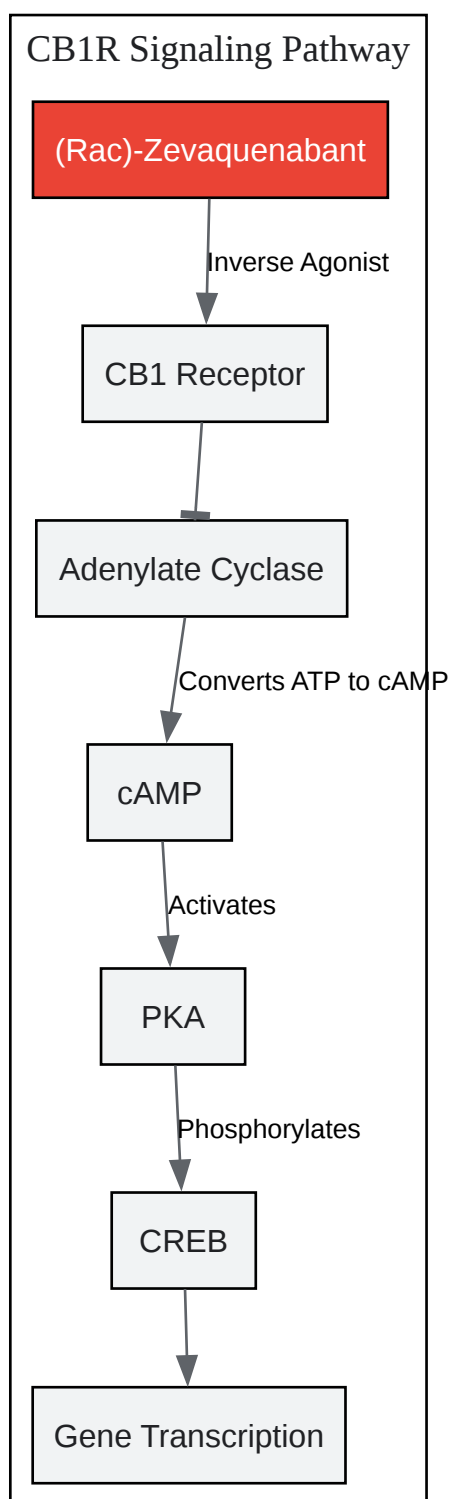 CB1R Signaling Pathway
(Rac)-Zevaquenabant
Inverse Agonist
CB1 Receptor
Adenylate Cyclase
Converts ATP to cAMP
cAMP
Activates
PKA
Phosphorylates
CREB
Gene Transcription